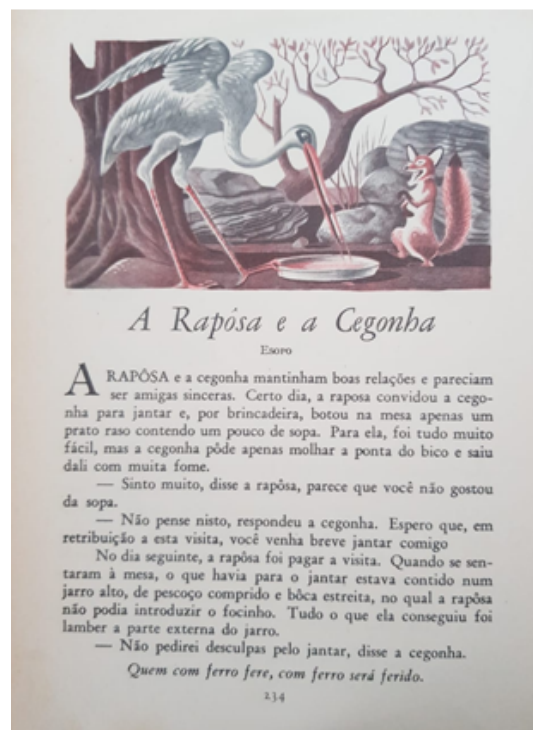 A Rapôsa e a Cegonha
Esopo
A RAPÔSA e a cegonha mantinham boas relações e pareciam
ser amigas sinceras. Certo dia, a raposa convidou a cego-
nha para jantar e, por brincadeira, botou na mesa apenas um
prato raso contendo um pouco de sopa. Para ela, foi tudo muito
fácil, mas a cegonha pôde apenas molhar a ponta do bico e saiu
dali com muita fome.
— Sinto muito, disse a rapôsa, parece que você não gostou
da sopa.
— Não pense nisto, respondeu a cegonha. Espero que, em
retribuição a esta visita, você venha breve jantar comigo
No dia seguinte, a rapôsa foi pagar a visita. Quando se sen-
taram à mesa, o que havia para o jantar estava contido num
jarro alto, de pescoço comprido e bôca estreita, no qual a rapôsa
não podia introduzir o focinho. Tudo o que ela conseguiu foi
lamber a parte externa do jarro.
— Não pedirei desculpas pelo jantar, disse a cegonha.
Quem com ferro fere, com ferro será ferido.
234